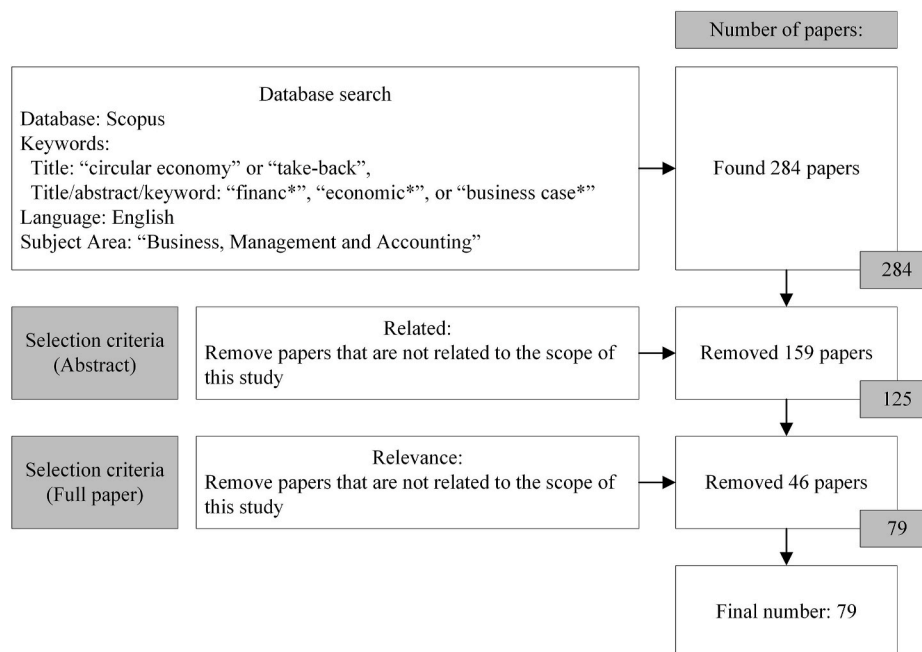 Number of papers:
Database search
Database: Scopus
Keywords:
Title: “circular economy” or “take-back”,
Title/abstract/keyword: “financ*”, “economic*”, or “business case*”
Language: English
Subject Area: “Business, Management and Accounting”
Found 284 papers
284
Selection criteria
(Abstract)
Related:
Remove papers that are not related to the scope of
this study
Removed 159 papers
125
Selection criteria
(Full paper)
Relevance:
Remove papers that are not related to the scope of
this study
Removed 46 papers
79
Final number: 79